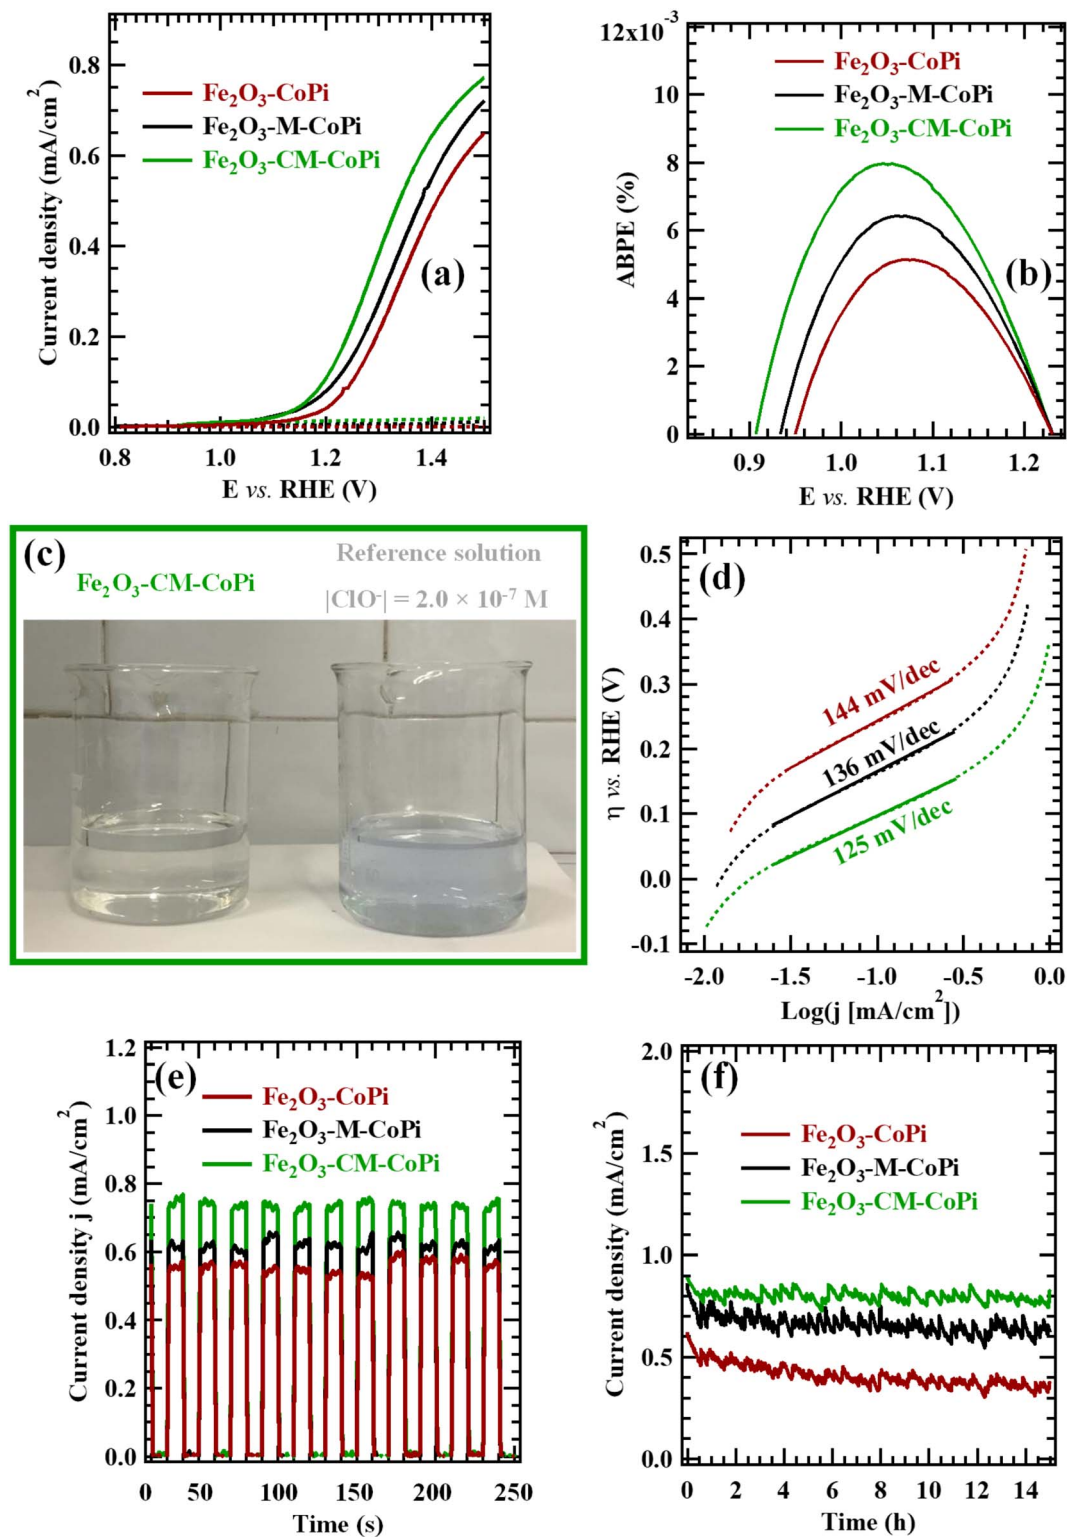 0.8
0.6
0.4
0.2
0.0
Current density (mA/cm²)
Fe₂O₃-CoPi
Fe₂O₃-M-CoPi
Fe₂O₃-CM-CoPi
(a)
0.8 1.0 1.2 1.4
E vs. RHE (V)
12x10⁻³
10
8
6
4
2
0
ABPE (%)
Fe₂O₃-CoPi
Fe₂O₃-M-CoPi
Fe₂O₃-CM-CoPi
(b)
0.9 1.0 1.1 1.2
E vs. RHE (V)
(c)
Fe₂O₃-CM-CoPi
Reference solution
|ClO⁻| = 2.0 × 10⁻⁷ M
(d)
0.5
0.4
0.3
0.2
0.1
0.0
-0.1
η vs. RHE (V)
144 mV/dec
136 mV/dec
125 mV/dec
-2.0 -1.5 -1.0 -0.5 0.0
Log(j [mA/cm²])
1.2
1.0
0.8
0.6
0.4
0.2
0.0
Current density j (mA/cm²)
(e)
Fe₂O₃-CoPi
Fe₂O₃-M-CoPi
Fe₂O₃-CM-CoPi
0 50 100 150 200 250
Time (s)
2.0
1.5
1.0
0.5
0.0
Current density (mA/cm²)
(f)
Fe₂O₃-CoPi
Fe₂O₃-M-CoPi
Fe₂O₃-CM-CoPi
0 2 4 6 8 10 12 14
Time (h)